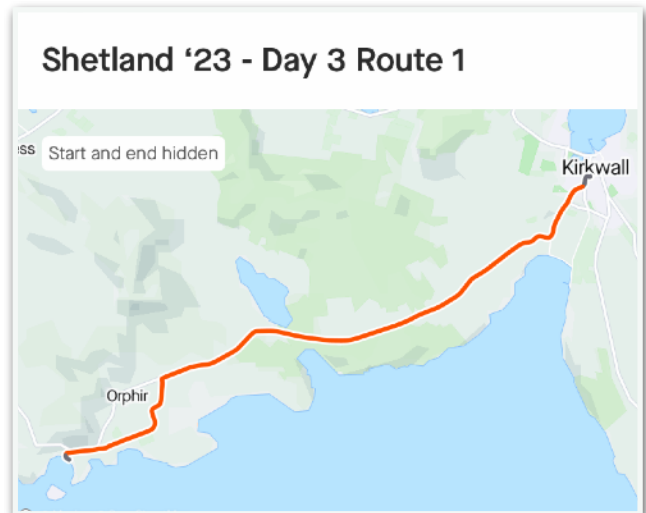 Shetland ‘23 - Day 3 Route 1
ess
Start and end hidden
Kirkwall
Orphir